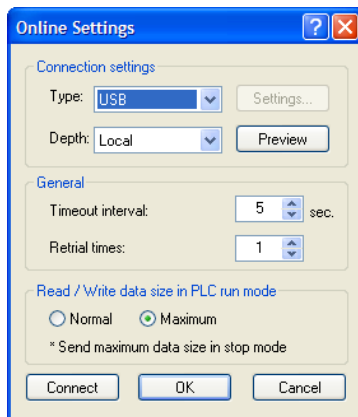 Online Settings
Connection settings
Type: USB Settings...
Depth: Local Preview
General
Timeout interval: 5 sec.
Retrial times: 1
Read / Write data size in PLC run mode
Normal Maximum
* Send maximum data size in stop mode
Connect OK Cancel